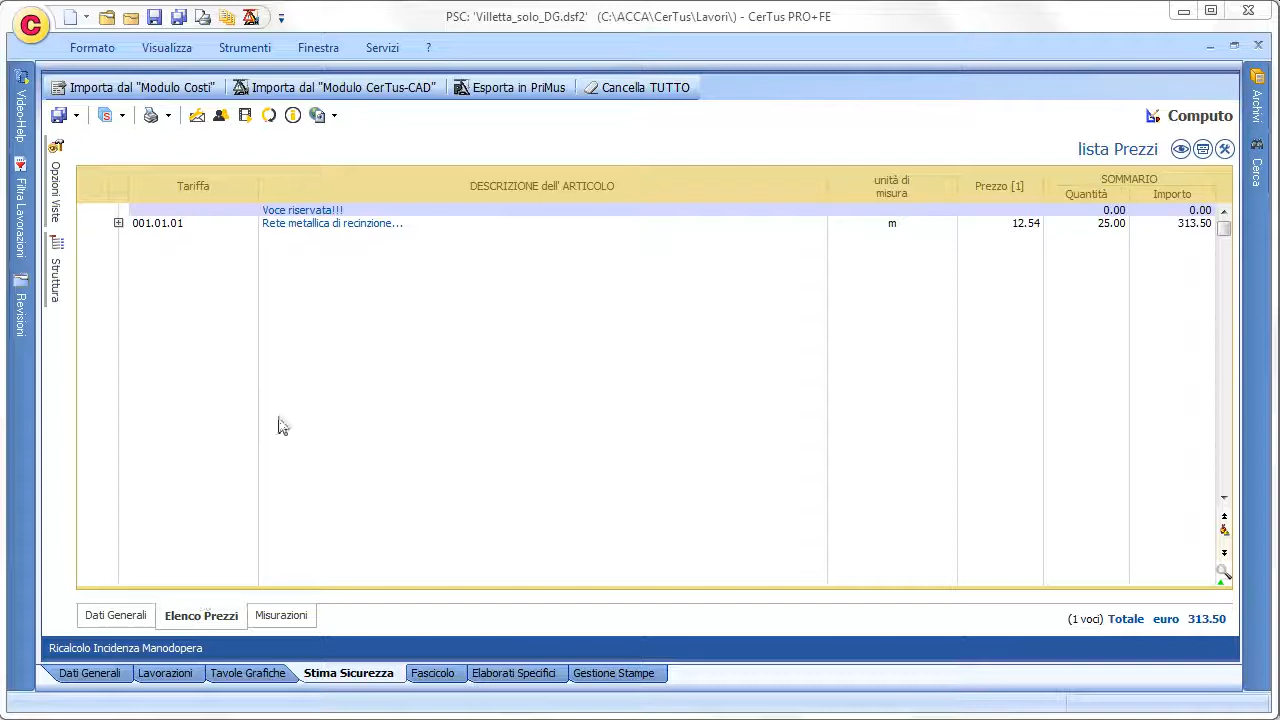 PSC: 'Villetta_solo_DG.dsf2' (C:\ACCA\CerTus\Lavori) - CerTus PRO+FE
Formato Visualizza Strumenti Finestra Servizi ?
Importa dal "Modulo Costi" Importa dal "Modulo CerTus-CAD" Esporta in PriMus Cancella TUTTO
Computo
lista Prezzi
Tariffa DESCRIZIONE dell' ARTICOLO unità di misura Prezzo [1] SOMMARIO
Quantità Importo
Voce riservata!!! 0.00 0.00
001.01.01 Rete metallica di recinzione... m 12.54 25.00 313.50
Video-Help
Filtra Lavorazioni
Revisioni
Opzioni Viste
Struttura
Archivi
Cerca
Dati Generali Elenco Prezzi Misurazioni
(1 voci) Totale euro 313.50
Ricalcolo Incidenza Manodopera
Dati Generali Lavorazioni Tavole Grafiche Stima Sicurezza Fascicolo Elaborati Specifici Gestione Stampe